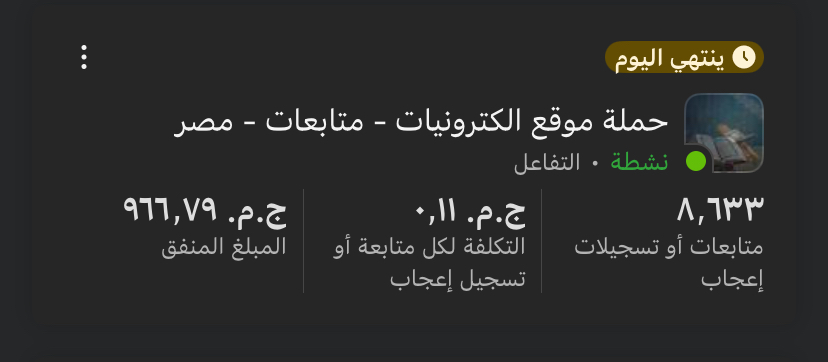 ينتهي اليوم
حملة موقع الكترونيات - متابعات - مصر
نشطة • التفاعل
٨,٦٣٣
متابعات أو تسجيلات
إعجاب
ج.م. ٠,١١
التكلفة لكل متابعة أو
تسجيل إعجاب
ج.م. ٩٦٦,٧٩
المبلغ المنفق